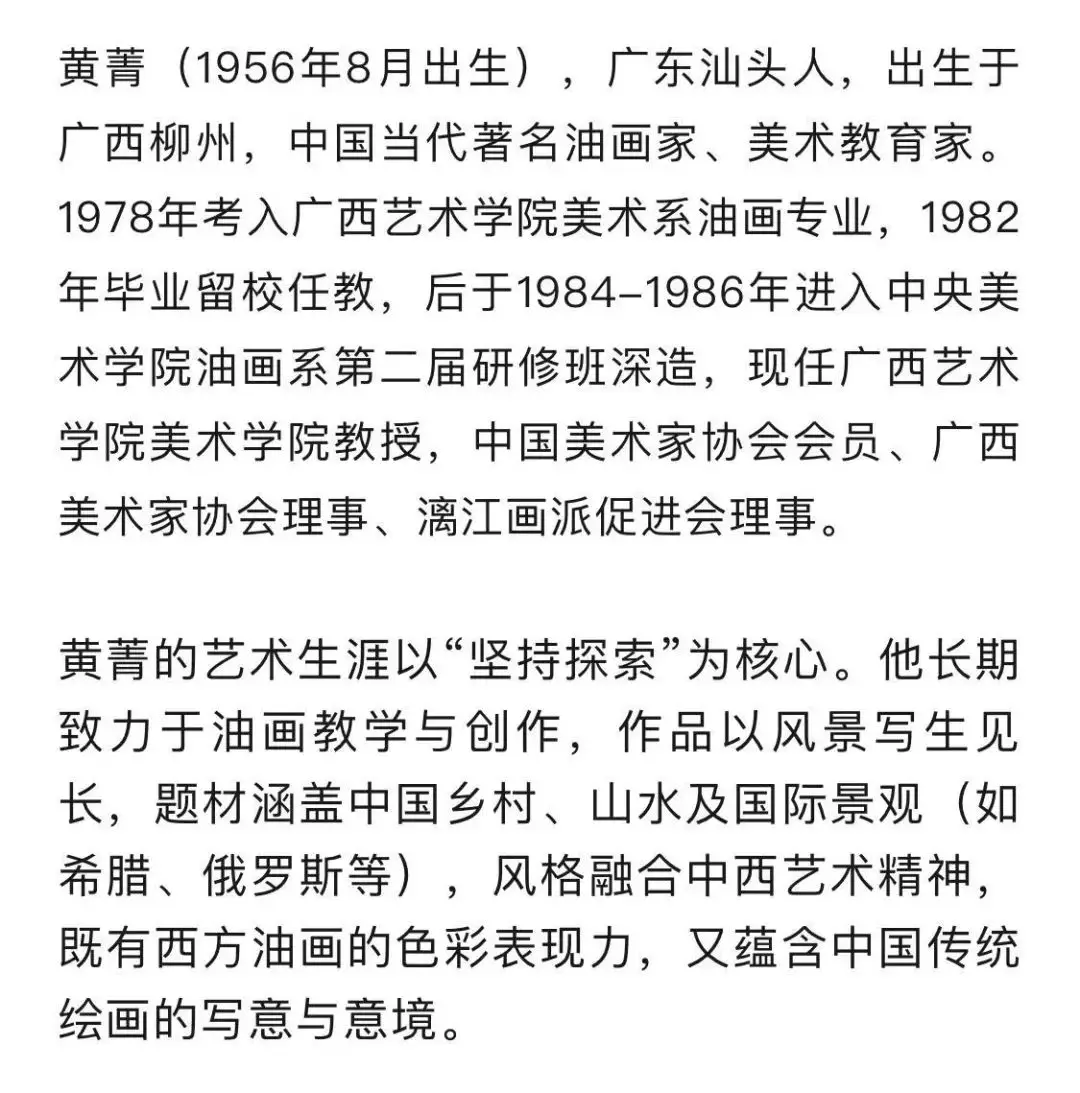 黄菁（1956年8月出生），广东汕头人，出生于
广西柳州，中国当代著名油画家、美术教育家。
1978年考入广西艺术学院美术系油画专业，1982
年毕业留校任教，后于1984–1986年进入中央美
术学院油画系第二届研修班深造，现任广西艺术
学院美术学院教授，中国美术家协会会员、广西
美术家协会理事、漓江画派促进会理事。
黄菁的艺术生涯以“坚持探索”为核心。他长期
致力于油画教学与创作，作品以风景写生见
长，题材涵盖中国乡村、山水及国际景观（如
希腊、俄罗斯等），风格融合中西艺术精神，
既有西方油画的色彩表现力，又蕴含中国传统
绘画的写意与意境。